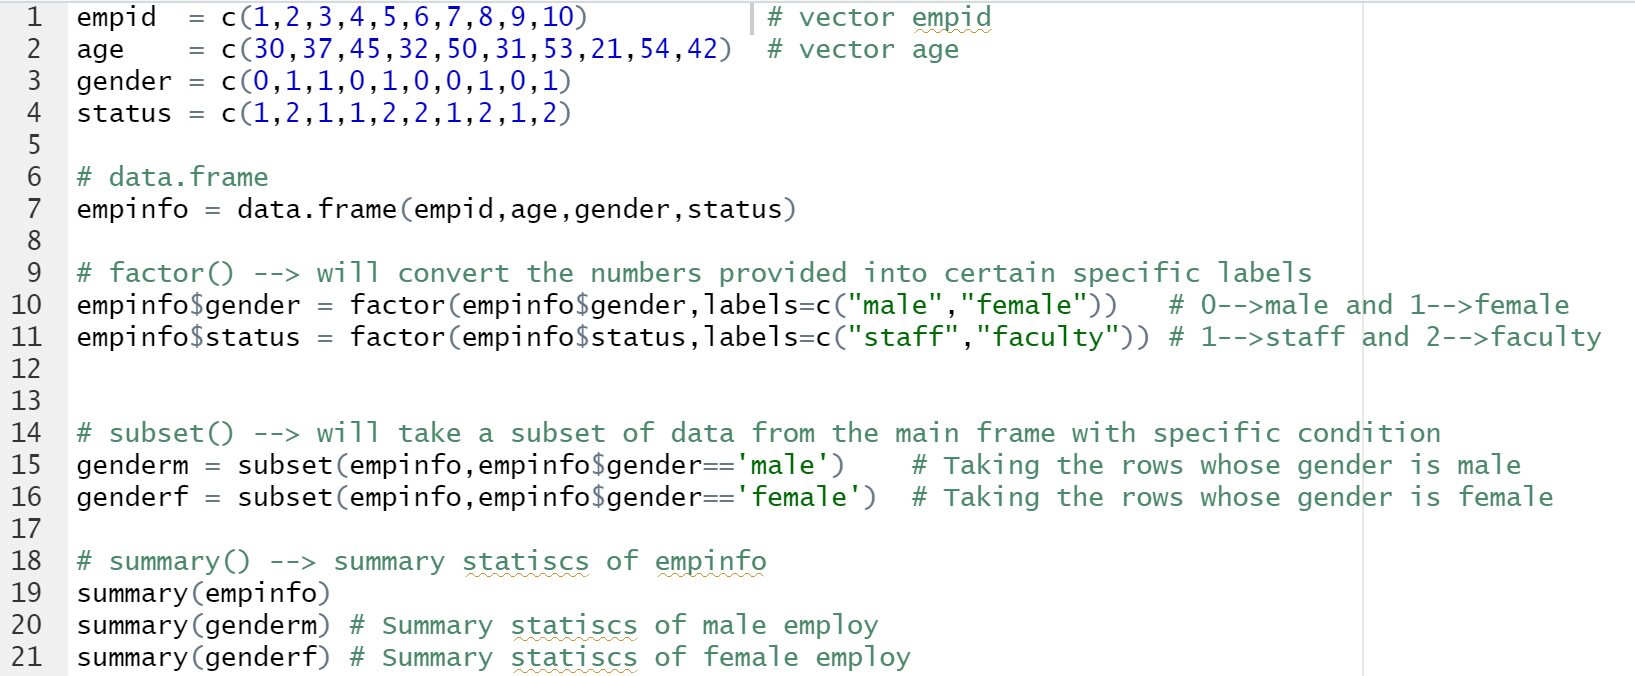 1 empid  = c(1,2,3,4,5,6,7,8,9,10)           # vector empid
2 age    = c(30,37,45,32,50,31,53,21,54,42)  # vector age
3 gender = c(0,1,1,0,1,0,0,1,0,1)
4 status = c(1,2,1,1,2,2,1,2,1,2)
5
6 # data.frame
7 empinfo = data.frame(empid,age,gender,status)
8
9 # factor() --> will convert the numbers provided into certain specific labels
10 empinfo$gender = factor(empinfo$gender,labels=c("male","female"))   # 0-->male and 1-->female
11 empinfo$status = factor(empinfo$status,labels=c("staff","faculty")) # 1-->staff and 2-->faculty
12
13
14 # subset() --> will take a subset of data from the main frame with specific condition
15 genderm = subset(empinfo,empinfo$gender=='male')    # Taking the rows whose gender is male
16 genderf = subset(empinfo,empinfo$gender=='female')  # Taking the rows whose gender is female
17
18 # summary() --> summary statiscs of empinfo
19 summary(empinfo)
20 summary(genderm) # Summary statiscs of male employ
21 summary(genderf) # Summary statiscs of female employ